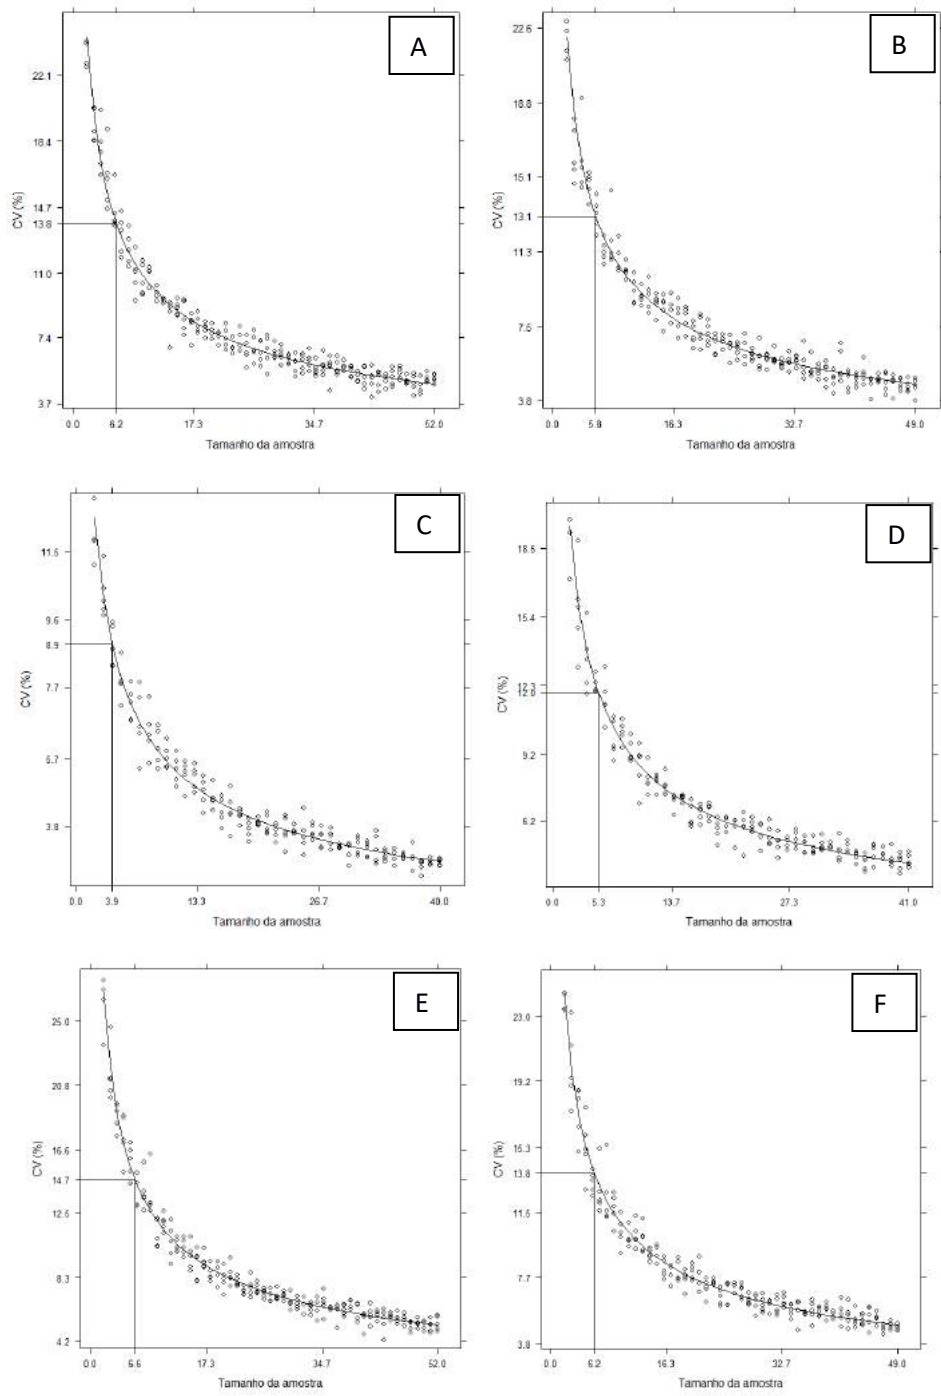 A
22.1
18.4
14.7
13.8
11.0
7.4
3.7
CV (%)
0.0 6.2 17.3 34.7 52.0
Tamanho da amostra
B
22.6
18.8
15.1
13.1
11.3
7.6
3.8
CV (%)
0.0 5.8 16.3 32.7 49.0
Tamanho da amostra
C
11.6
9.6
8.9
7.7
5.7
3.8
CV (%)
0.0 3.9 13.3 26.7 40.0
Tamanho da amostra
D
18.5
15.4
12.3
12.0
9.2
6.2
CV (%)
0.0 5.3 13.7 27.3 41.0
Tamanho da amostra
E
25.0
20.8
16.6
14.7
12.5
8.3
4.2
CV (%)
0.0 6.6 17.3 34.7 52.0
Tamanho da amostra
F
23.0
19.2
15.3
13.8
11.5
7.7
3.8
CV (%)
0.0 6.2 16.3 32.7 49.0
Tamanho da amostra